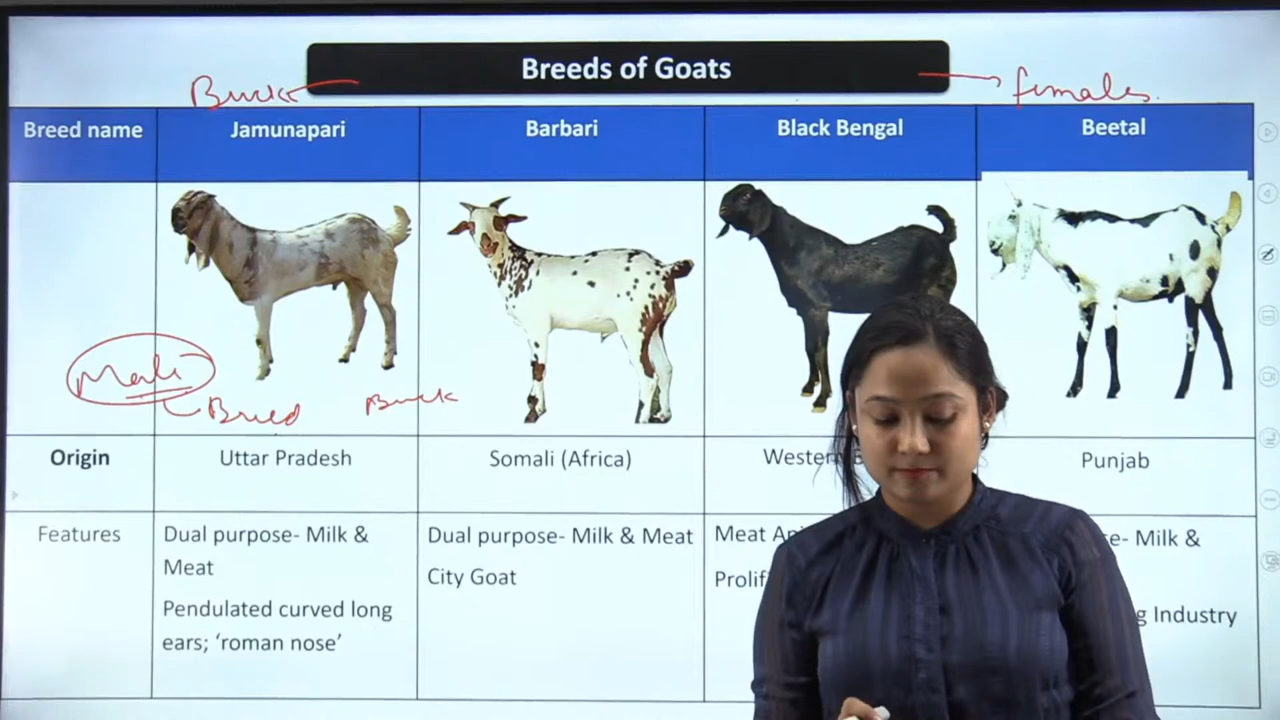 Breeds of Goats
Buck
females.
Breed name Jamunapari Barbari Black Bengal Beetal
Male
Breed Buck
Origin Uttar Pradesh Somali (Africa) Western Punjab
Features Dual purpose- Milk & Dual purpose- Milk & Meat Meat Milk &
Meat City Goat
Pendulated curved long Industry
ears; ‘roman nose’